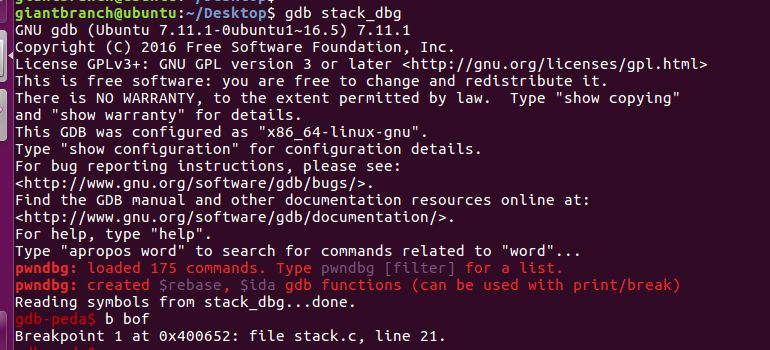 giantbranch@ubuntu:~/Desktop$ gdb stack_dbg
GNU gdb (Ubuntu 7.11.1-0ubuntu1~16.5) 7.11.1
Copyright (C) 2016 Free Software Foundation, Inc.
License GPLv3+: GNU GPL version 3 or later <http://gnu.org/licenses/gpl.html>
This is free software: you are free to change and redistribute it.
There is NO WARRANTY, to the extent permitted by law.  Type "show copying"
and "show warranty" for details.
This GDB was configured as "x86_64-linux-gnu".
Type "show configuration" for configuration details.
For bug reporting instructions, please see:
<http://www.gnu.org/software/gdb/bugs/>.
Find the GDB manual and other documentation resources online at:
<http://www.gnu.org/software/gdb/documentation/>.
For help, type "help".
Type "apropos word" to search for commands related to "word"...
pwndbg: loaded 175 commands. Type pwndbg [filter] for a list.
pwndbg: created $rebase, $ida gdb functions (can be used with print/break)
Reading symbols from stack_dbg...done.
gdb-peda$ b bof
Breakpoint 1 at 0x400652: file stack.c, line 21.